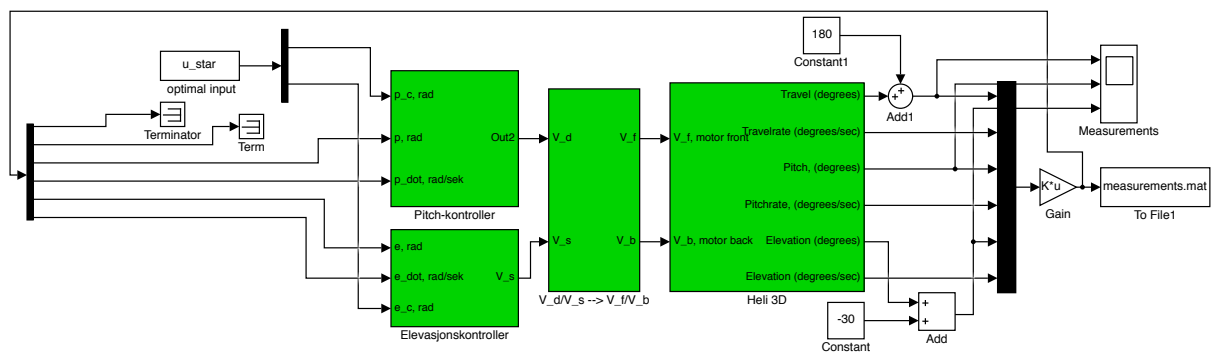 180
Constant1
u_star
optimal input
Terminator
Term
p_c, rad
p, rad
Out2
p_dot, rad/sek
Pitch-kontroller
e, rad
e_dot, rad/sek
V_s
e_c, rad
Elevasjonskontroller
V_d
V_f
V_s
V_b
V_d/V_s --> V_f/V_b
Travel (degrees)
V_f, motor front
Travelrate (degrees/sec)
Pitch, (degrees)
Pitchrate, (degrees/sec)
V_b, motor back
Elevation (degrees)
Elevation (degrees/sec)
Heli 3D
+
+
Add1
Measurements
K*u
Gain
measurements.mat
To File1
-30
Constant
+
+
Add